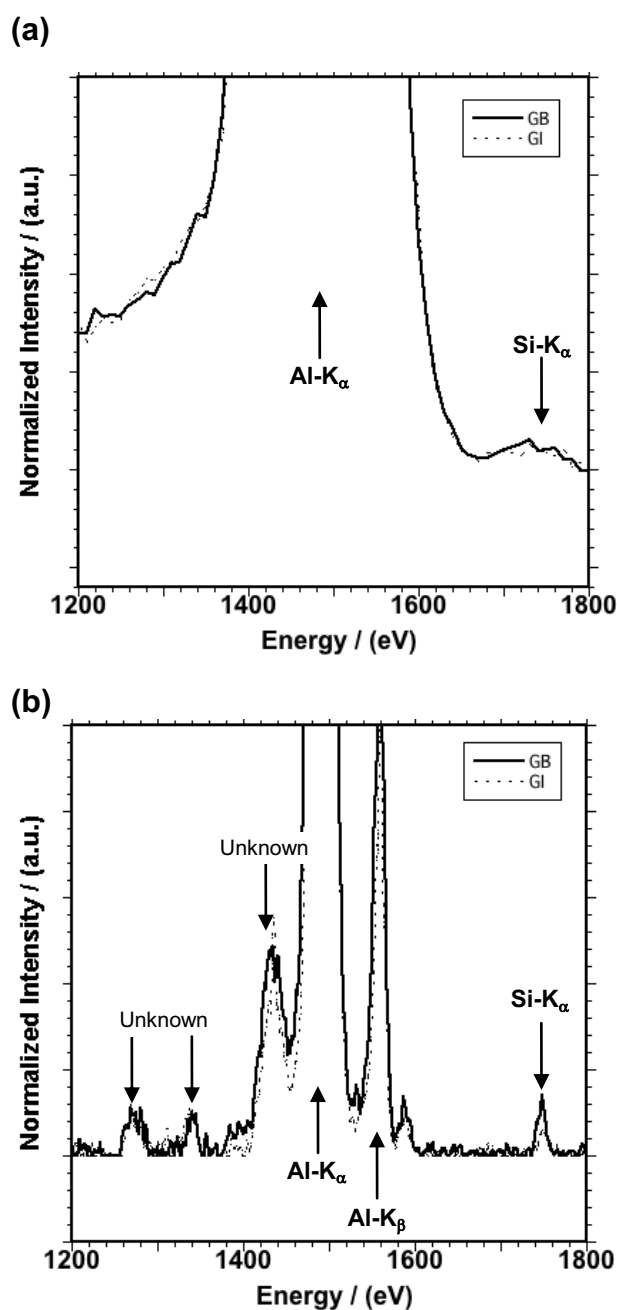 (a)
GB
GI
Al-Kα
Si-Kα
Normalized Intensity / (a.u.)
1200 1400 1600 1800
Energy / (eV)
(b)
GB
GI
Unknown
Unknown
Si-Kα
Al-Kα
Al-Kβ
Normalized Intensity / (a.u.)
1200 1400 1600 1800
Energy / (eV)